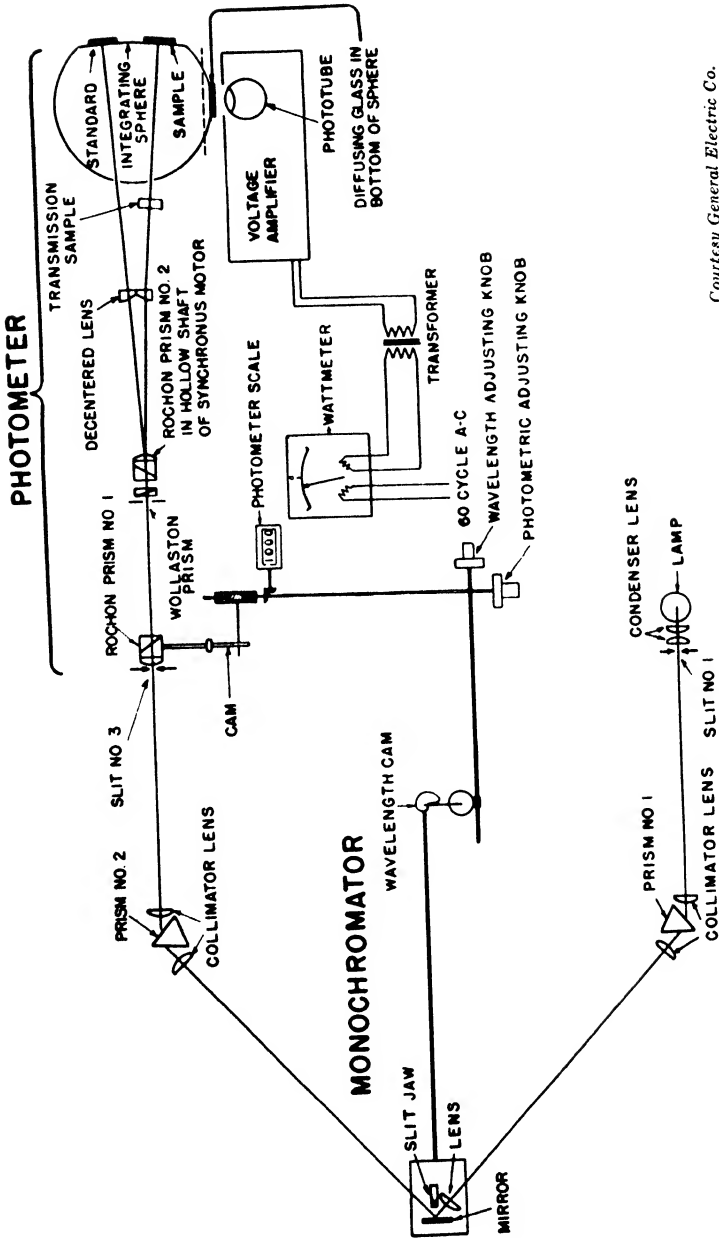 PHOTOMETER
STANDARD
INTEGRATING
SPHERE
SAMPLE
TRANSMISSION
SAMPLE
DECENTERED LENS
ROCHON PRISM NO. 2
IN HOLLOW SHAFT
OF SYNCHRONUS MOTOR
ROCHON PRISM NO 1
WOLLASTON
PRISM
SLIT NO 3
CAM
PRISM NO. 2
COLLIMATOR LENS
VOLTAGE
AMPLIFIER
PHOTOTUBE
DIFFUSING GLASS IN
BOTTOM OF SPHERE
PHOTOMETER SCALE
1000
WATTMETER
0
TRANSFORMER
60 CYCLE A-C
WAVELENGTH ADJUSTING KNOB
PHOTOMETRIC ADJUSTING KNOB
MONOCHROMATOR
WAVELENGTH CAM
SLIT JAW
LENS
MIRROR
PRISM NO 1
COLLIMATOR LENS
SLIT NO 1
CONDENSER LENS
LAMP
Courtesy General Electric Co.